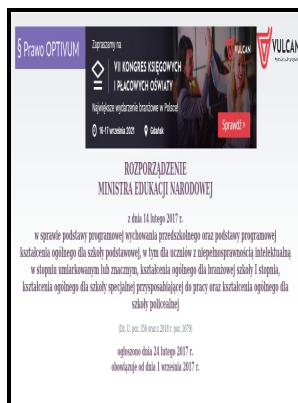 § Prawo OPTIVUM
Zapraszamy na
VII KONGRES KSIĘGOWYCH
I PŁACOWYCH OŚWIATY
Największe wydarzenie branżowe w Polsce!
16-17 września 2021 Gdańsk
VULCAN
Sprawdź >
VULCAN
ROZPORZĄDZENIE
MINISTRA EDUKACJI NARODOWEJ
z dnia 14 lutego 2017 r.
w sprawie podstawy programowej wychowania przedszkolnego oraz podstawy programowej
kształcenia ogólnego dla szkoły podstawowej, w tym dla uczniów z niepełnosprawnością intelektualną
w stopniu umiarkowanym lub znacznym, kształcenia ogólnego dla branżowej szkoły I stopnia,
kształcenia ogólnego dla szkoły specjalnej przysposabiającej do pracy oraz kształcenia ogólnego dla
szkoły policealnej
(Dz. U. poz. 356 oraz z 2018 r. poz. 1679)
ogłoszono dnia 24 lutego 2017 r.
obowiązuje od dnia 1 września 2017 r.